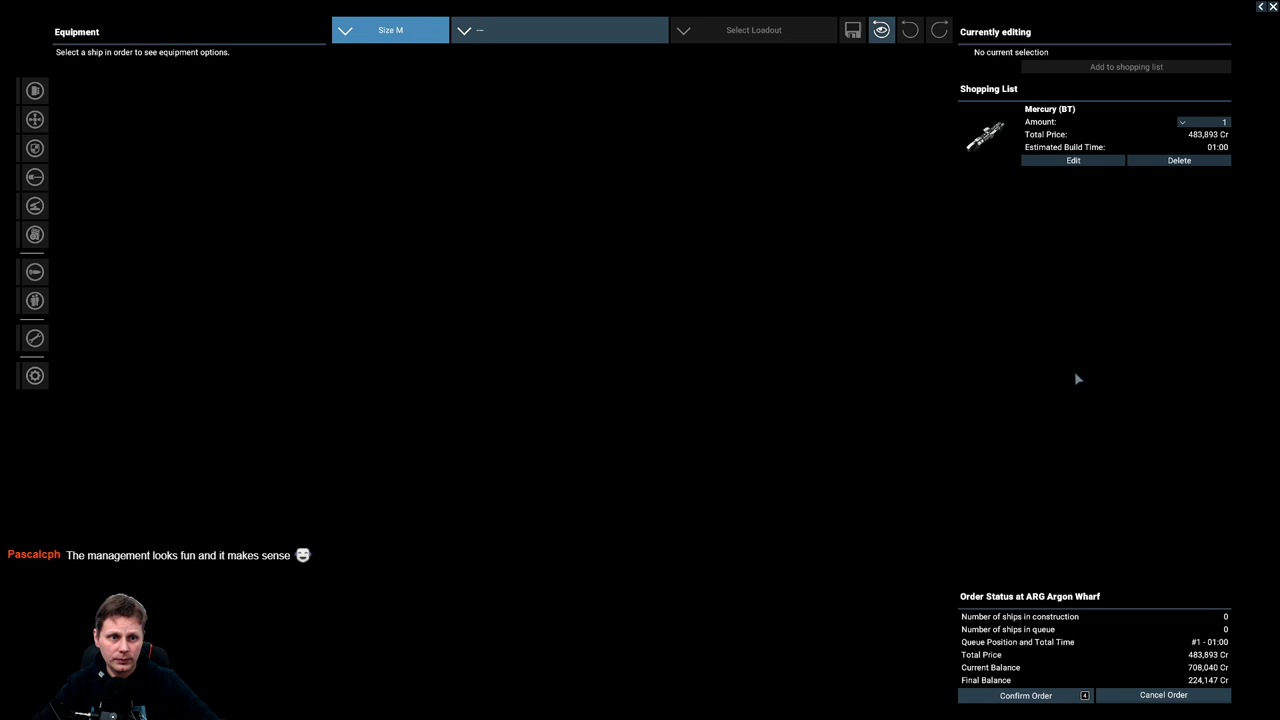 Equipment
Select a ship in order to see equipment options.
Size M
---
Select Loadout
Currently editing
No current selection
Add to shopping list
Shopping List
Mercury (BT)
Amount: 1
Total Price: 483,893 Cr
Estimated Build Time: 01:00
Edit Delete
Pascalcph The management looks fun and it makes sense
Order Status at ARG Argon Wharf
Number of ships in construction 0
Number of ships in queue 0
Queue Position and Total Time #1 - 01:00
Total Price 483,893 Cr
Current Balance 708,040 Cr
Final Balance 224,147 Cr
Confirm Order 4 Cancel Order